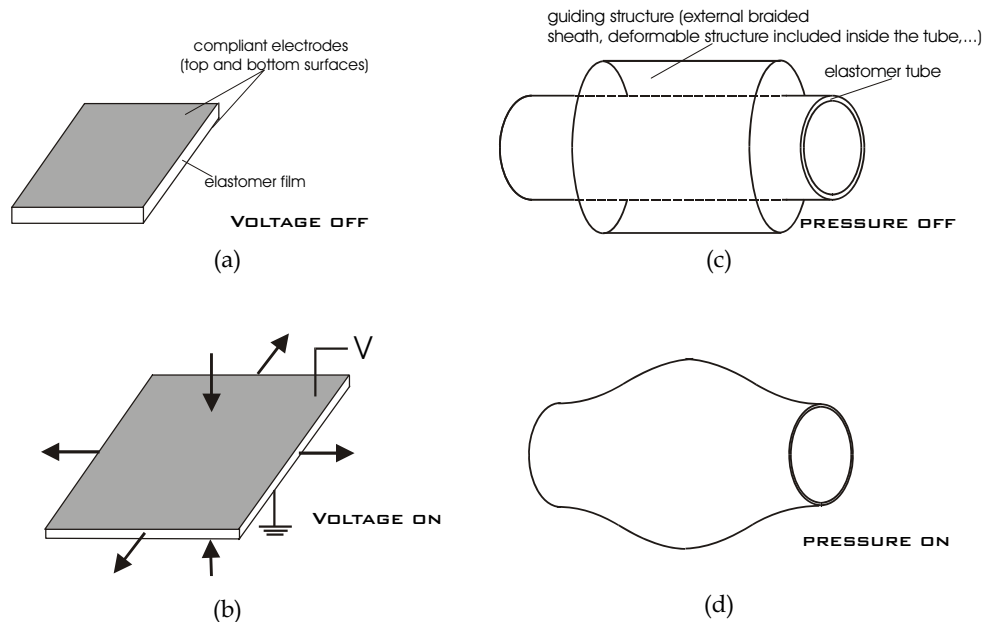 compliant electrodes
(top and bottom surfaces)
elastomer film
VOLTAGE OFF
(a)
guiding structure (external braided
sheath, deformable structure included inside the tube,...)
elastomer tube
PRESSURE OFF
(c)
V
VOLTAGE ON
(b)
PRESSURE ON
(d)